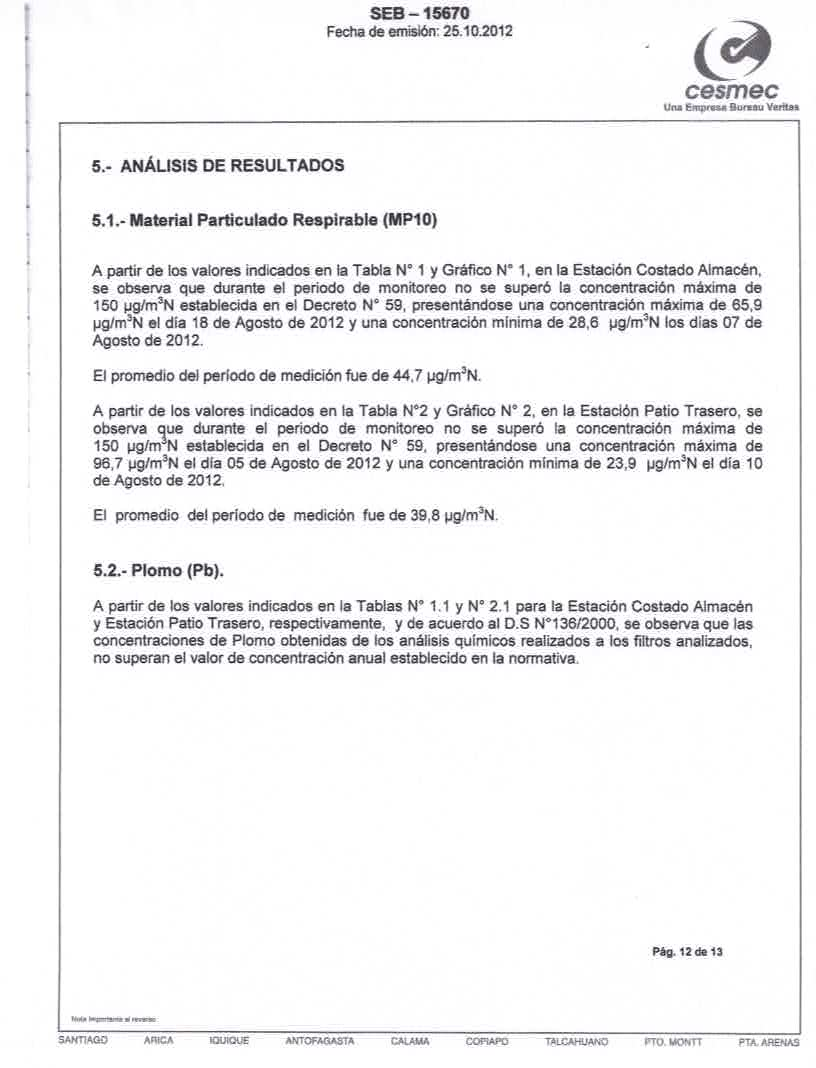 SEB – 15670
Fecha de emisión: 25.10.2012
cesmec
Una Empresa Bureau Veritas
5.- ANÁLISIS DE RESULTADOS
5.1.- Material Particulado Respirable (MP10)
A partir de los valores indicados en la Tabla N° 1 y Gráfico N° 1, en la Estación Costado Almacén,
se observa que durante el periodo de monitoreo no se superó la concentración máxima de
150 µg/m³N establecida en el Decreto N° 59, presentándose una concentración máxima de 65,9
µg/m³N el día 18 de Agosto de 2012 y una concentración mínima de 28,6 µg/m³N los días 07 de
Agosto de 2012.
El promedio del período de medición fue de 44,7 µg/m³N.
A partir de los valores indicados en la Tabla N°2 y Gráfico N° 2, en la Estación Patio Trasero, se
observa que durante el periodo de monitoreo no se superó la concentración máxima de
150 µg/m³N establecida en el Decreto N° 59, presentándose una concentración máxima de
96,7 µg/m³N el día 05 de Agosto de 2012 y una concentración mínima de 23,9 µg/m³N el día 10
de Agosto de 2012.
El promedio del período de medición fue de 39,8 µg/m³N.
5.2.- Plomo (Pb).
A partir de los valores indicados en la Tablas N° 1.1 y N° 2.1 para la Estación Costado Almacén
y Estación Patio Trasero, respectivamente, y de acuerdo al D.S N°136/2000, se observa que las
concentraciones de Plomo obtenidas de los análisis químicos realizados a los filtros analizados,
no superan el valor de concentración anual establecido en la normativa.
Pág. 12 de 13
Nota importante al reverso
SANTIAGO ARICA IQUIQUE ANTOFAGASTA CALAMA COPIAPO TALCAHUANO PTO. MONTT PTA. ARENAS